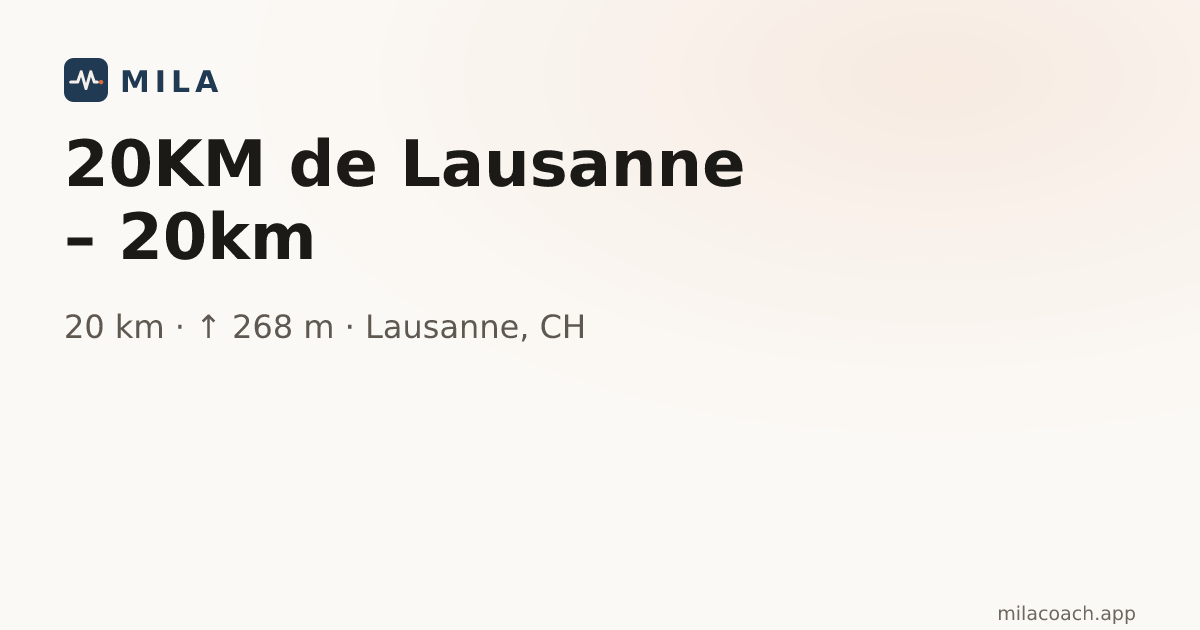 MILA
20KM de Lausanne
– 20km
20 km · ↑ 268 m · Lausanne, CH
milacoach.app